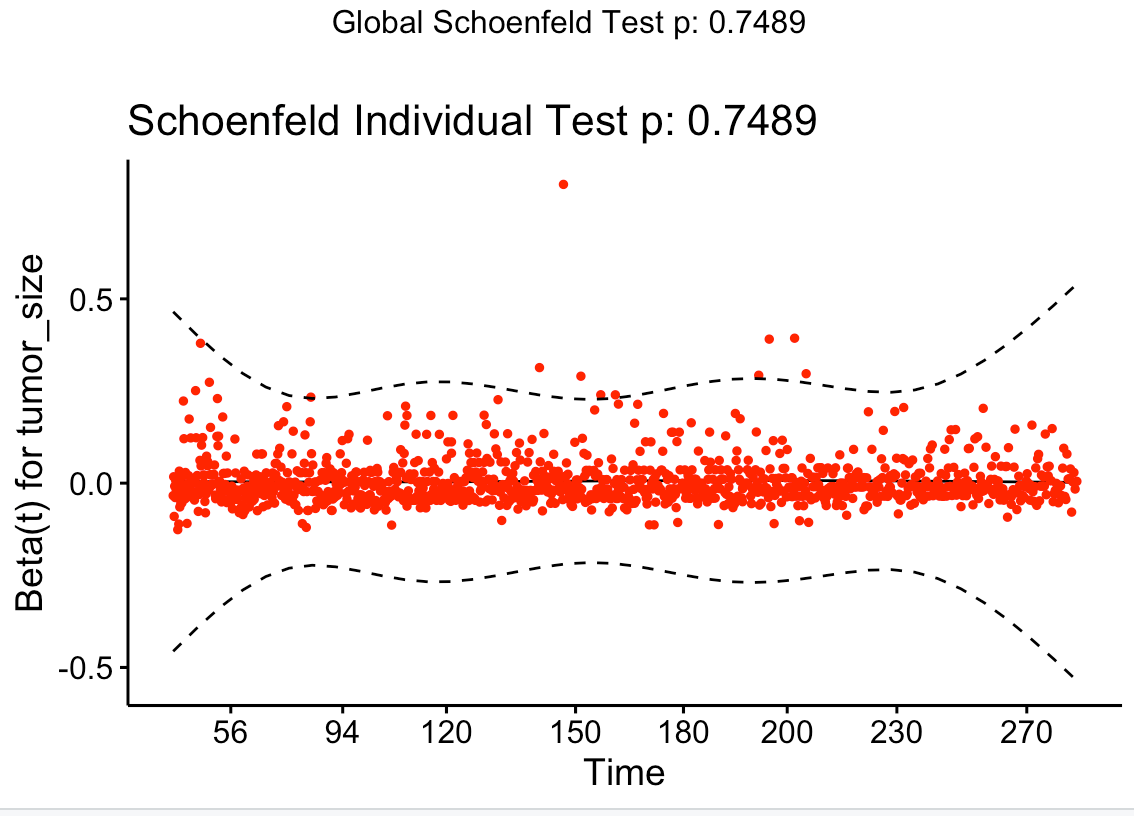 Global Schoenfeld Test p: 0.7489
Schoenfeld Individual Test p: 0.7489
Beta(t) for tumor_size
0.5
0.0
-0.5
56 94 120 150 180 200 230 270
Time